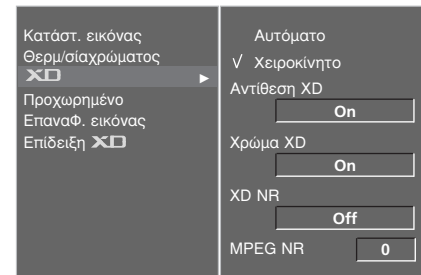 Κατάστ. εικόνας
Θερμ/σίαχρώματος
XD
Προχωρημένο
ΕπαναΦ. εικόνας
Επίδειξη XD
Αυτόματο
√ Χειροκίνητο
Αντίθεση XD
On
Χρώμα XD
On
XD NR
Off
MPEG NR 0